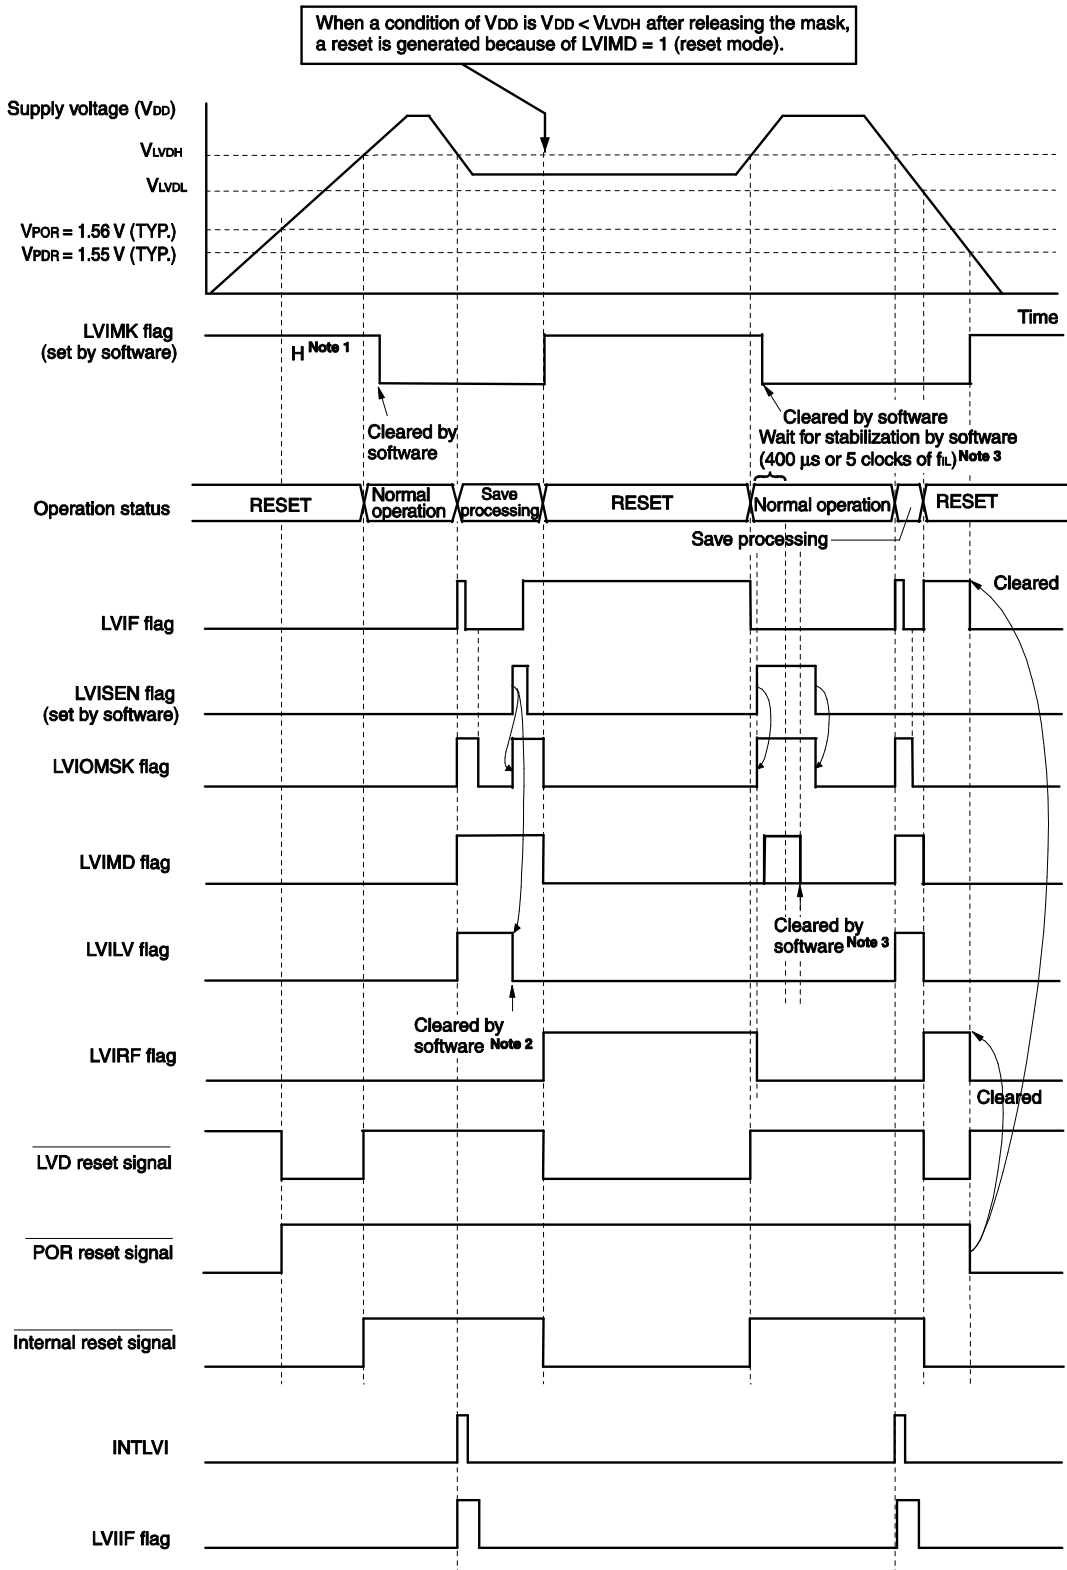 When a condition of VDD is VDD < VLVDH after releasing the mask,
a reset is generated because of LVIMD = 1 (reset mode).
Supply voltage (VDD)
VLVDH
VLVDL
VPOR = 1.56 V (TYP.)
VPDR = 1.55 V (TYP.)
Time
LVIMK flag
(set by software)
H Note 1
Cleared by
software
Cleared by software
Wait for stabilization by software
(400 μs or 5 clocks of fIL) Note 3
Operation status
RESET
Normal
operation
Save
processing
RESET
Normal operation
RESET
Save processing
Cleared
LVIF flag
LVISEN flag
(set by software)
LVIOMSK flag
LVIMD flag
Cleared by
software Note 3
LVILV flag
Cleared by
software Note 2
LVIRF flag
Cleared
LVD reset signal
POR reset signal
Internal reset signal
INTLVI
LVIIF flag